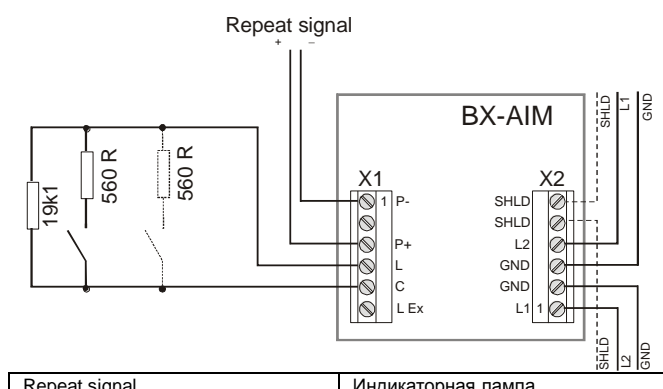 Repeat signal
+ –
BX-AIM
SHLD
L1
GND
X1
X2
1 P-
P+
L
C
L Ex
SHLD
SHLD
L2
GND
GND
L1 1
19k1
560 R
560 R
SHLD
L2
GND
Repeat signal
Индикаторная лампа